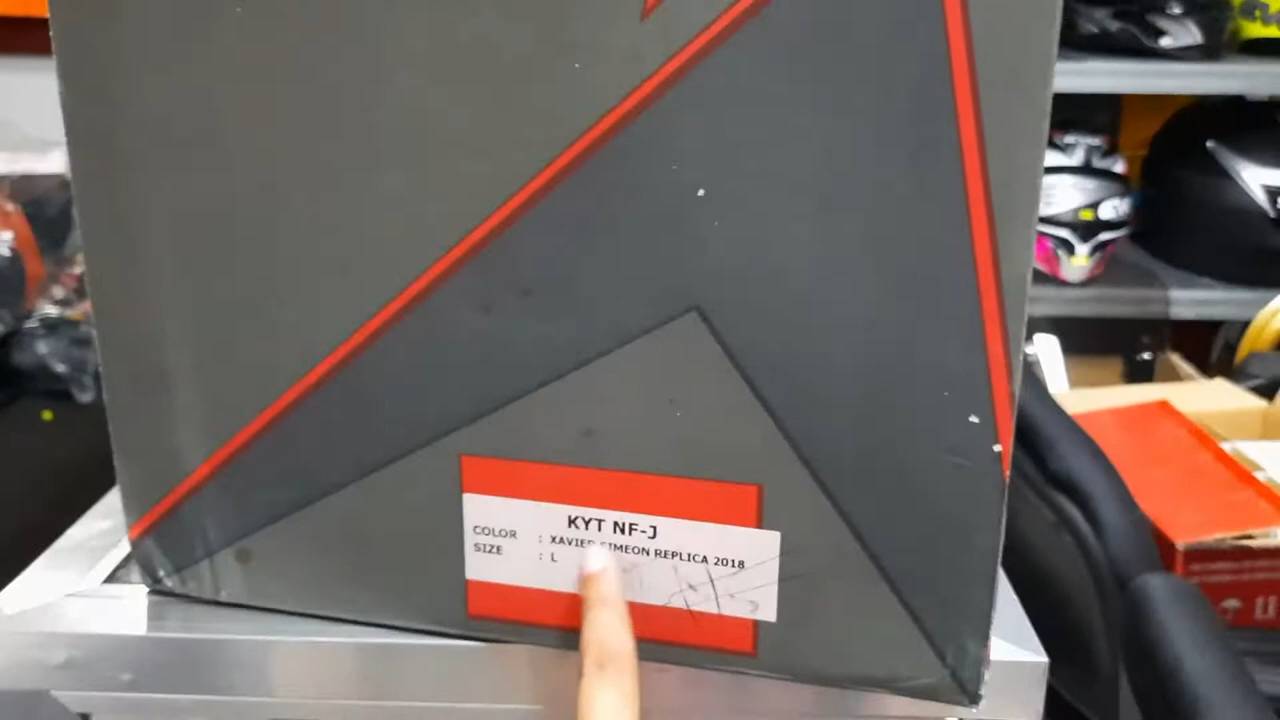 KYT NF-J
COLOR : XAVIER SIMEON REPLICA 2018
SIZE : L